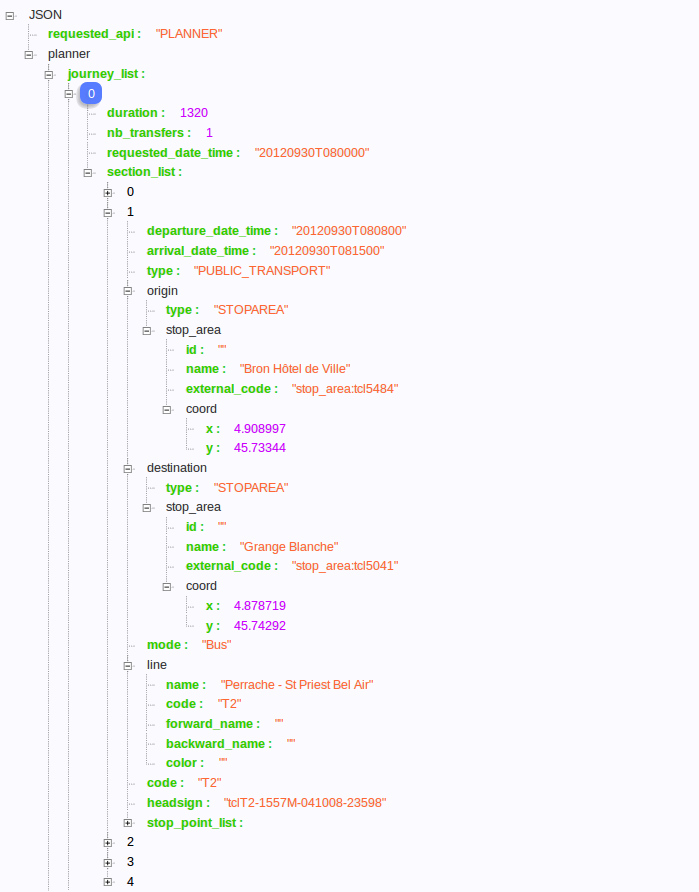 JSON
requested_api : "PLANNER"
planner
journey_list :
0
duration : 1320
nb_transfers : 1
requested_date_time : "20120930T080000"
section_list :
0
1
departure_date_time : "20120930T080800"
arrival_date_time : "20120930T081500"
type : "PUBLIC_TRANSPORT"
origin
type : "STOPAREA"
stop_area
id : ""
name : "Bron Hôtel de Ville"
external_code : "stop_area:tcl5484"
coord
x : 4.908997
y : 45.73344
destination
type : "STOPAREA"
stop_area
id : ""
name : "Grange Blanche"
external_code : "stop_area:tcl5041"
coord
x : 4.878719
y : 45.74292
mode : "Bus"
line
name : "Perrache - St Priest Bel Air"
code : "T2"
forward_name : ""
backward_name : ""
color : ""
code : "T2"
headsign : "tclT2-1557M-041008-23598"
stop_point_list :
2
3
4